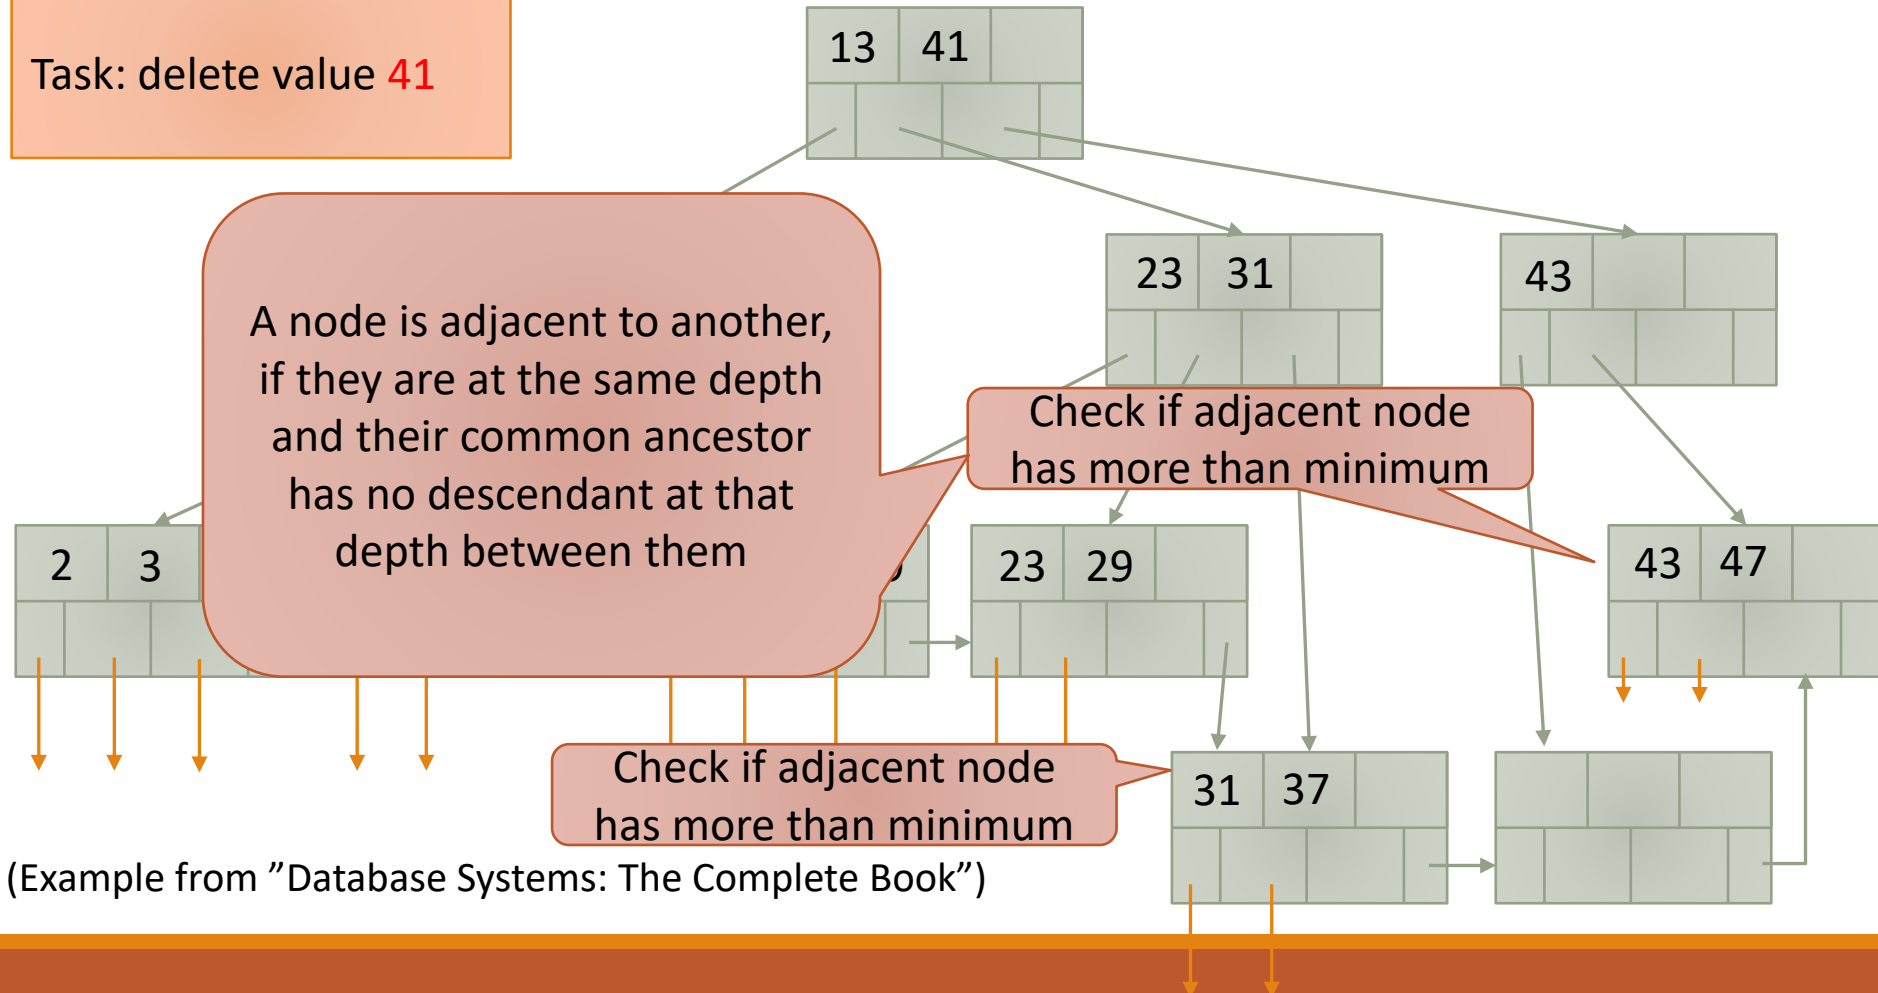 Task: delete value 41
13 41
A node is adjacent to another,
if they are at the same depth
and their common ancestor
has no descendant at that
depth between them
23 31
43
Check if adjacent node
has more than minimum
2 3
23 29
43 47
Check if adjacent node
has more than minimum
31 37
(Example from ”Database Systems: The Complete Book”)